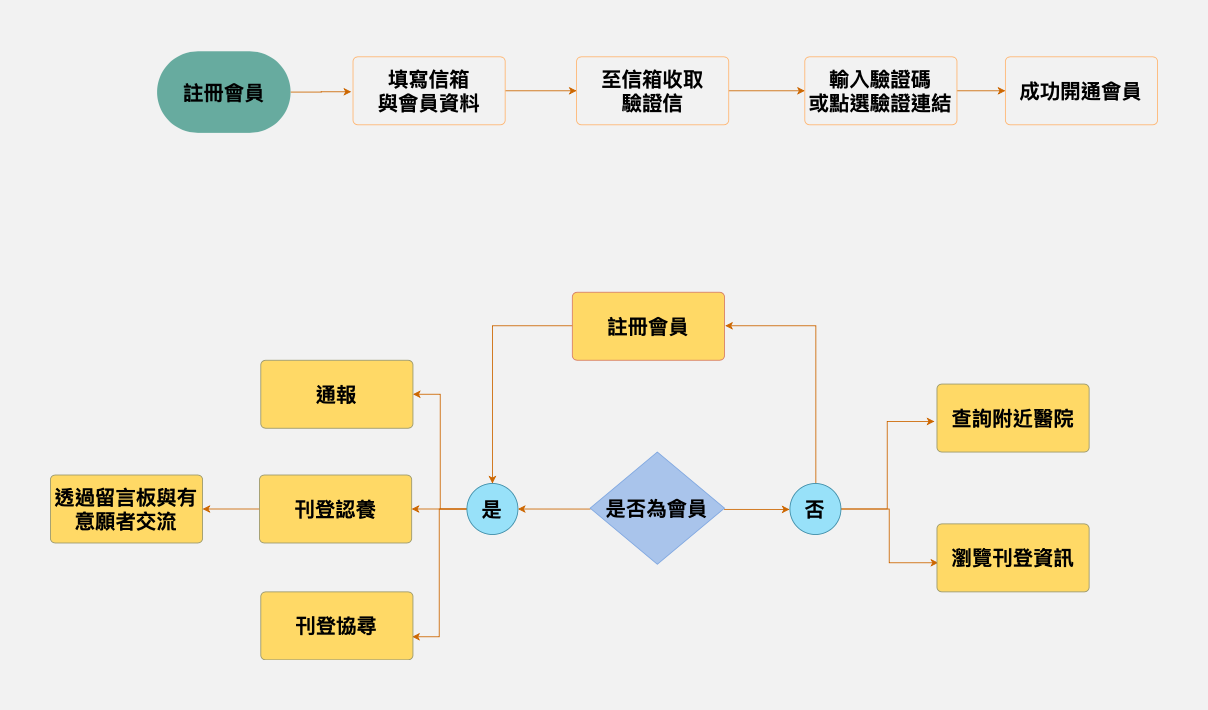 註冊會員
填寫信箱
與會員資料
至信箱收取
驗證信
輸入驗證碼
或點選驗證連結
成功開通會員
註冊會員
通報
查詢附近醫院
透過留言板與有
意願者交流
刊登認養
是
是否為會員
否
瀏覽刊登資訊
刊登協尋